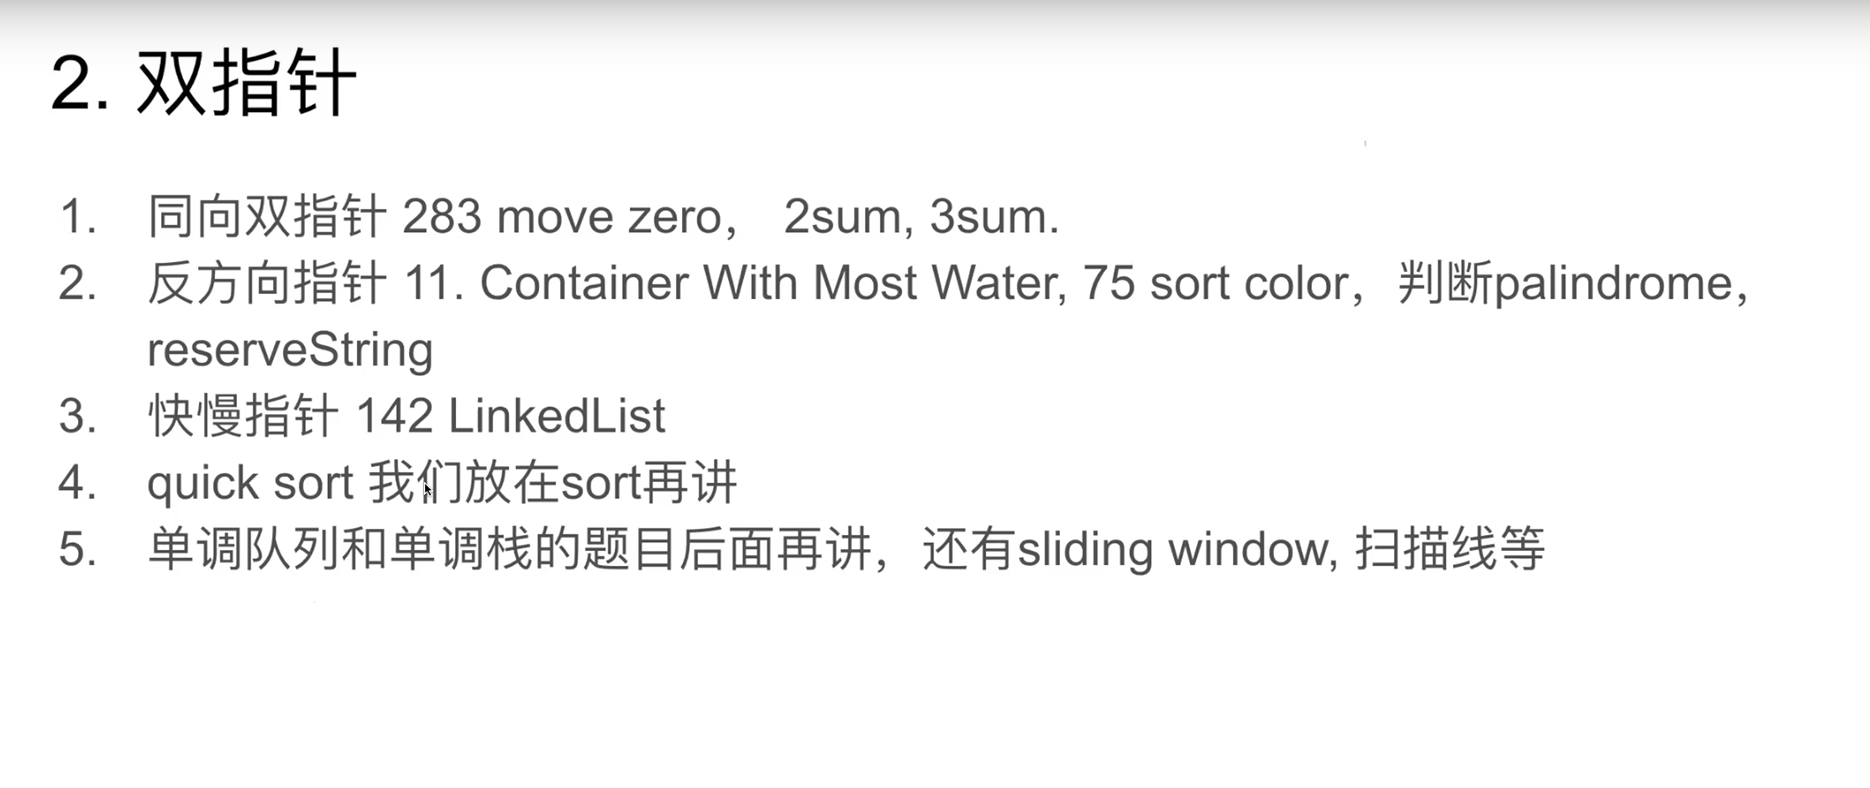 2. 双指针
1. 同向双指针 283 move zero， 2sum, 3sum.
2. 反方向指针 11. Container With Most Water, 75 sort color，判断palindrome，
reserveString
3. 快慢指针 142 LinkedList
4. quick sort 我们放在sort再讲
5. 单调队列和单调栈的题目后面再讲，还有sliding window, 扫描线等